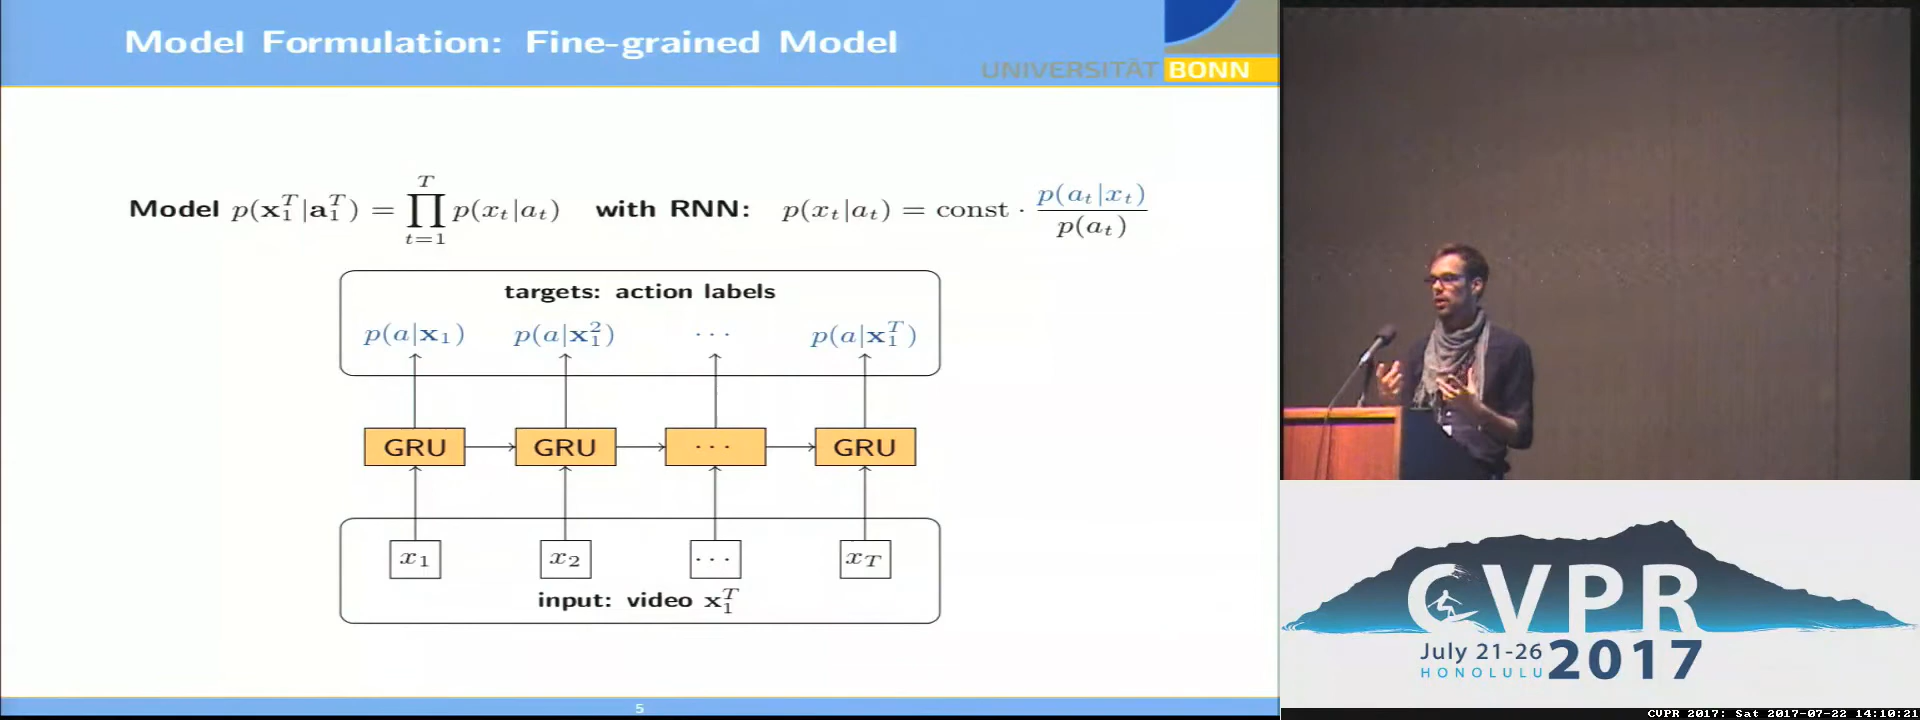 Model Formulation: Fine-grained Model
UNIVERSITÄT BONN
Model p(𝐱₁ᵀ|𝐚₁ᵀ) = ∏ₜ₌₁ᵀ p(xₜ|aₜ) with RNN: p(xₜ|aₜ) = const · p(aₜ|xₜ) / p(aₜ)
targets: action labels
p(a|𝐱₁) p(a|𝐱₁²) ··· p(a|𝐱₁ᵀ)
GRU GRU ··· GRU
x₁ x₂ ··· x_T
input: video 𝐱₁ᵀ
5
CVPR
July 21-26
HONOLULU
2017
CVPR 2017: Sat 2017-07-22 14:10:21